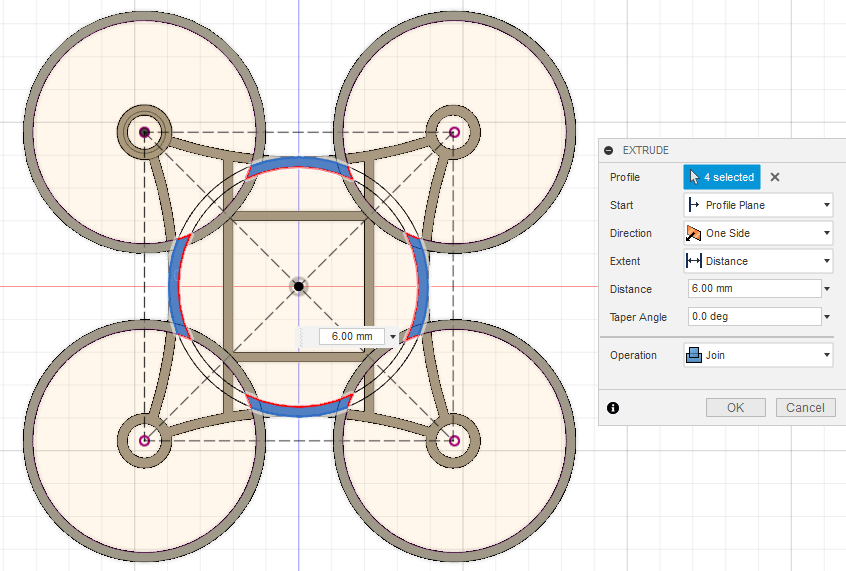 EXTRUDE
Profile 4 selected
Start Profile Plane
Direction One Side
Extent Distance
Distance 6.00 mm
Taper Angle 0.0 deg
6.00 mm
Operation Join
OK Cancel